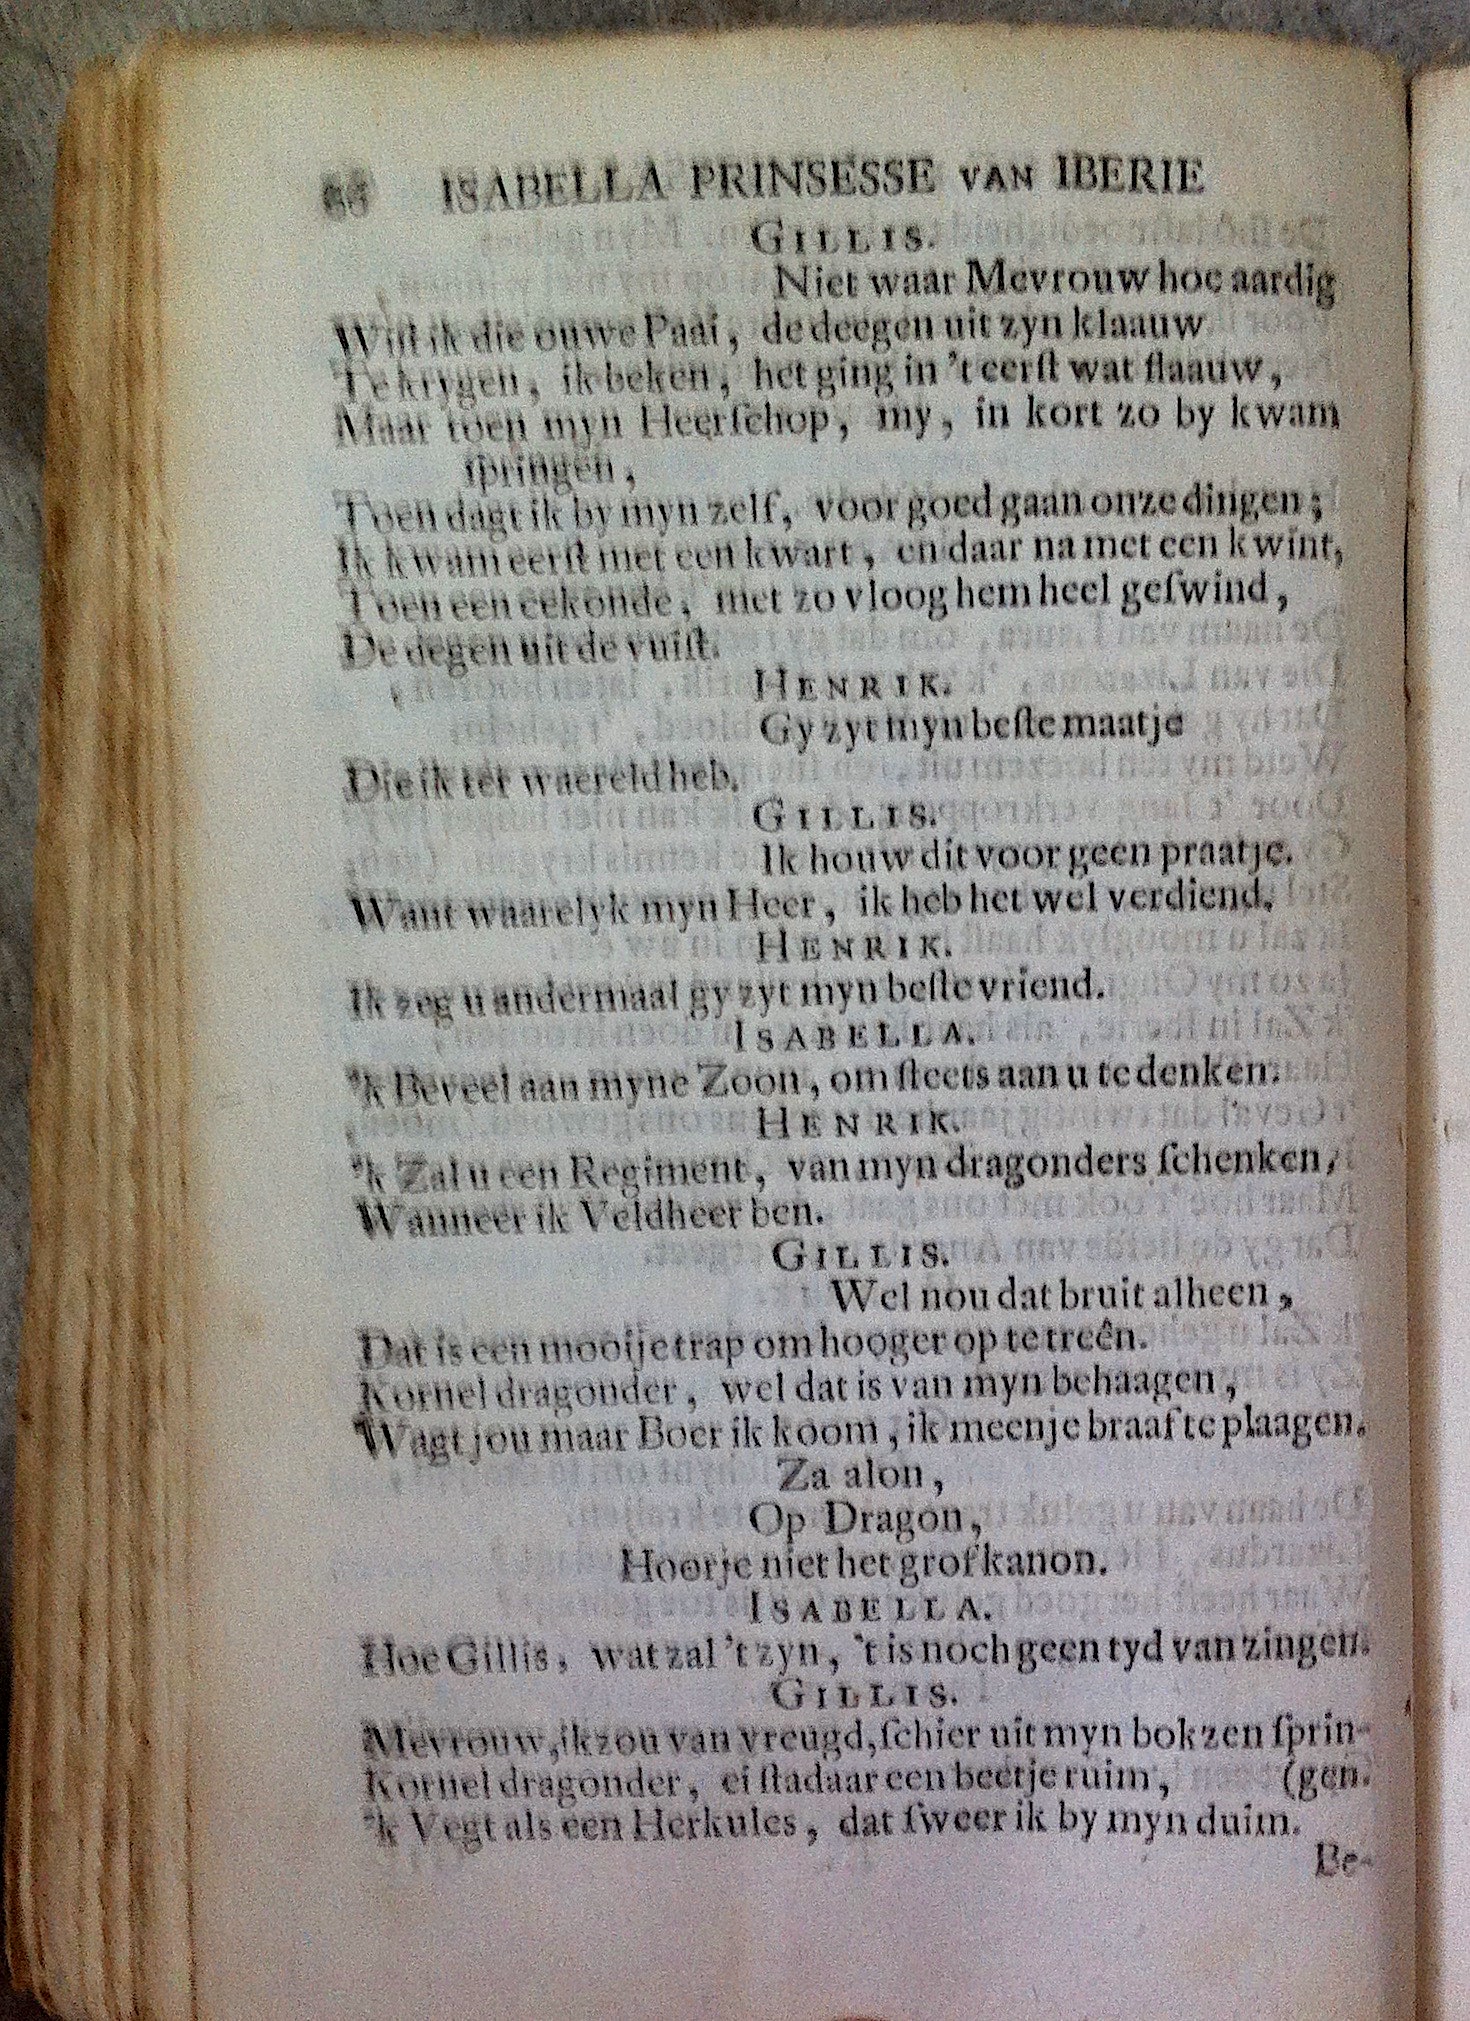 66 ISABELLA PRINSESSE VAN IBERIE
GILLIS.
Niet waar Mevrouw hoe aardig
Wiſt ik die ouwe Paai, de deegen uit zyn klaauw
Te krygen, ik beken, het ging in 't eerſt wat flaauw,
Maar toen myn Heerſchop, my, in kort zo by kwam
ſpringen,
Toen dagt ik by myn zelf, voor goed gaan onze dingen;
Ik kwam eerſt met een kwart, en daar na met een kwint,
Toen een cekonde, met zo vloog hem heel geſwind,
De degen uit de vuiſt.
HENRIK.
Gy zyt myn beſte maatje
Die ik ter waereld heb.
GILLIS.
Ik houw dit voor geen praatje.
Want waarelyk myn Heer, ik heb het wel verdiend.
HENRIK.
Ik zeg u andermaal gy zyt myn beſte vriend.
ISABELLA.
'k Beveel aan myne Zoon, om ſteets aan u te denken.
HENRIK.
'k Zal u een Regiment, van myn dragonders ſchenken,
Wanneer ik Veldheer ben.
GILLIS.
Wel nou dat bruit alheen,
Dat is een mooije trap om hooger op te treên.
Kornel dragonder, wel dat is van myn behaagen,
Wagt jou maar Boer ik koom, ik meen je braaf te plaagen.
Za alon,
Op Dragon,
Hoorje niet het grof kanon.
ISABELLA.
Hoe Gillis, wat zal 't zyn, 't is noch geen tyd van zingen.
GILLIS.
Mevrouw, ik zou van vreugd, ſchier uit myn bokzen ſprin-
Kornel dragonder, ei ſta daar een beetje ruim, (gen.
'k Vegt als een Herkules, dat ſweer ik by myn duim.
Be-